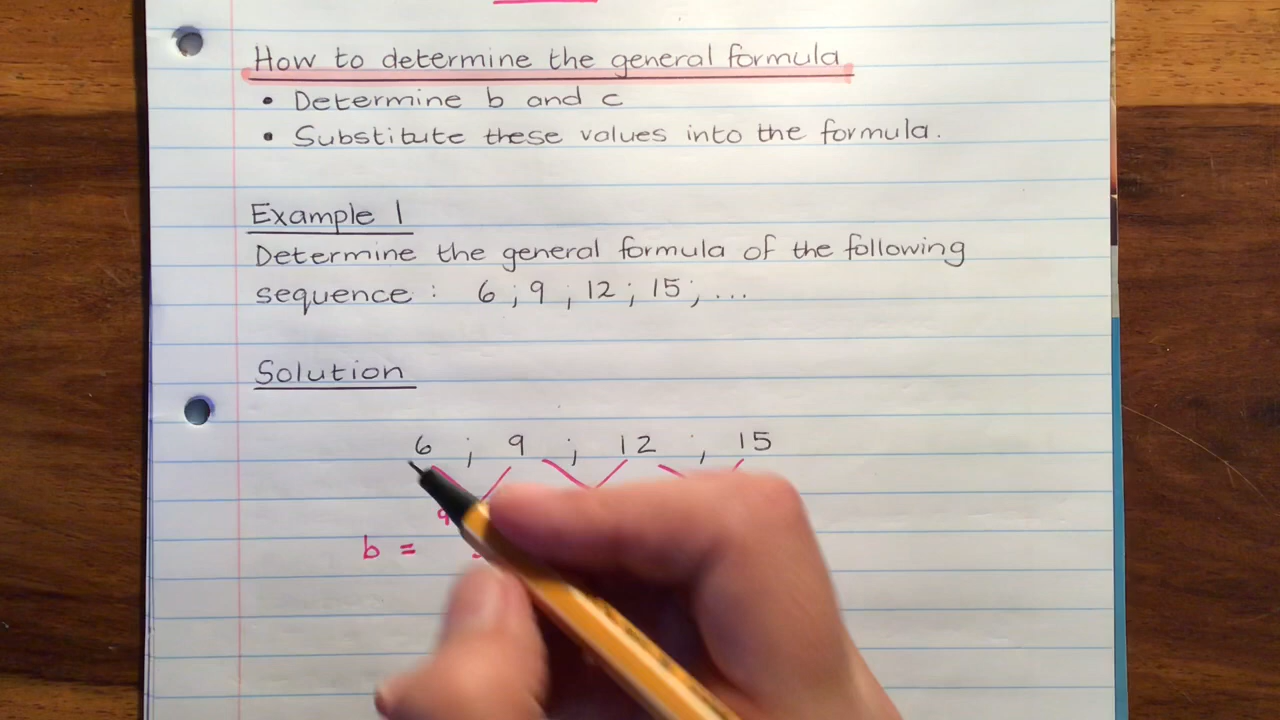 How to determine the general formula
• Determine b and c
• Substitute these values into the formula.
Example 1
Determine the general formula of the following
sequence : 6 ; 9 ; 12 ; 15 ; ...
Solution
6 ; 9 ; 12 ; 15
9
b =